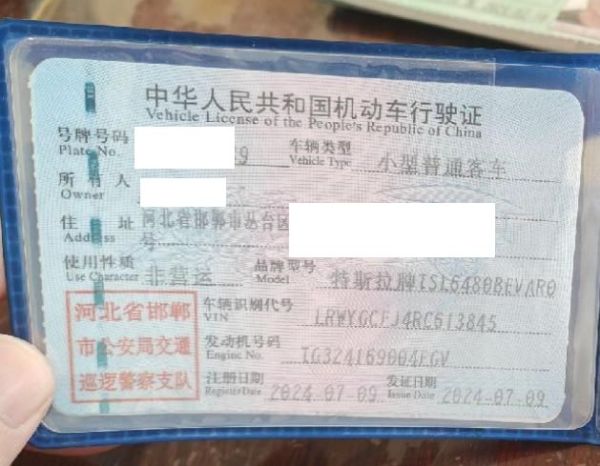 中华人民共和国机动车行驶证
Vehicle License of the People's Republic of China
号牌号码 9 车辆类型 小型普通客车
Plate No. Vehicle Type
所有人
Owner
住址 河北省邯郸市丛台区
Address 号
使用性质 非营运 品牌型号 特斯拉牌TSL6480BEVAR0
Use Character Model
河北省邯郸
市公安局交通
巡逻警察支队
车辆识别代号 LRWYGCFJ4RC613845
VIN
发动机号码 TG324169004FGV
Engine No.
注册日期 2024-07-09 发证日期 2024-07-09
Register Date Issue Date